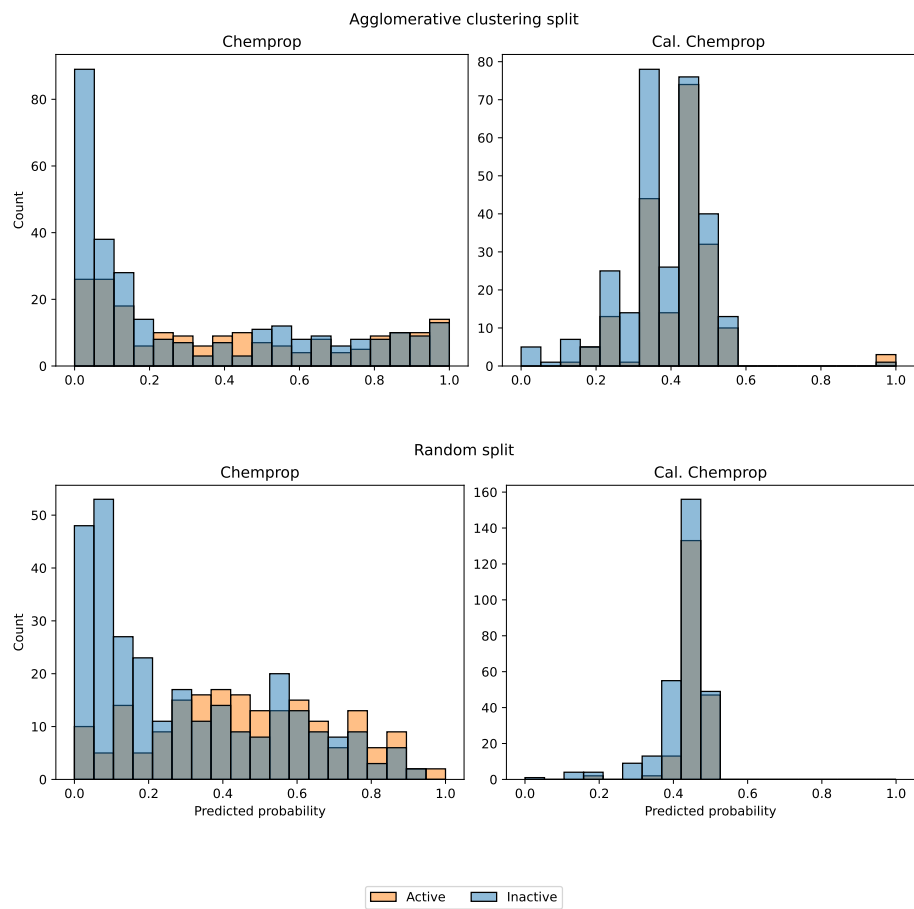 Agglomerative clustering split
Chemprop
Cal. Chemprop
Count
80
60
40
20
0
0.0 0.2 0.4 0.6 0.8 1.0
80
70
60
50
40
30
20
10
0
0.0 0.2 0.4 0.6 0.8 1.0
Random split
Chemprop
Cal. Chemprop
Count
50
40
30
20
10
0
0.0 0.2 0.4 0.6 0.8 1.0
Predicted probability
160
140
120
100
80
60
40
20
0
0.0 0.2 0.4 0.6 0.8 1.0
Predicted probability
Active Inactive